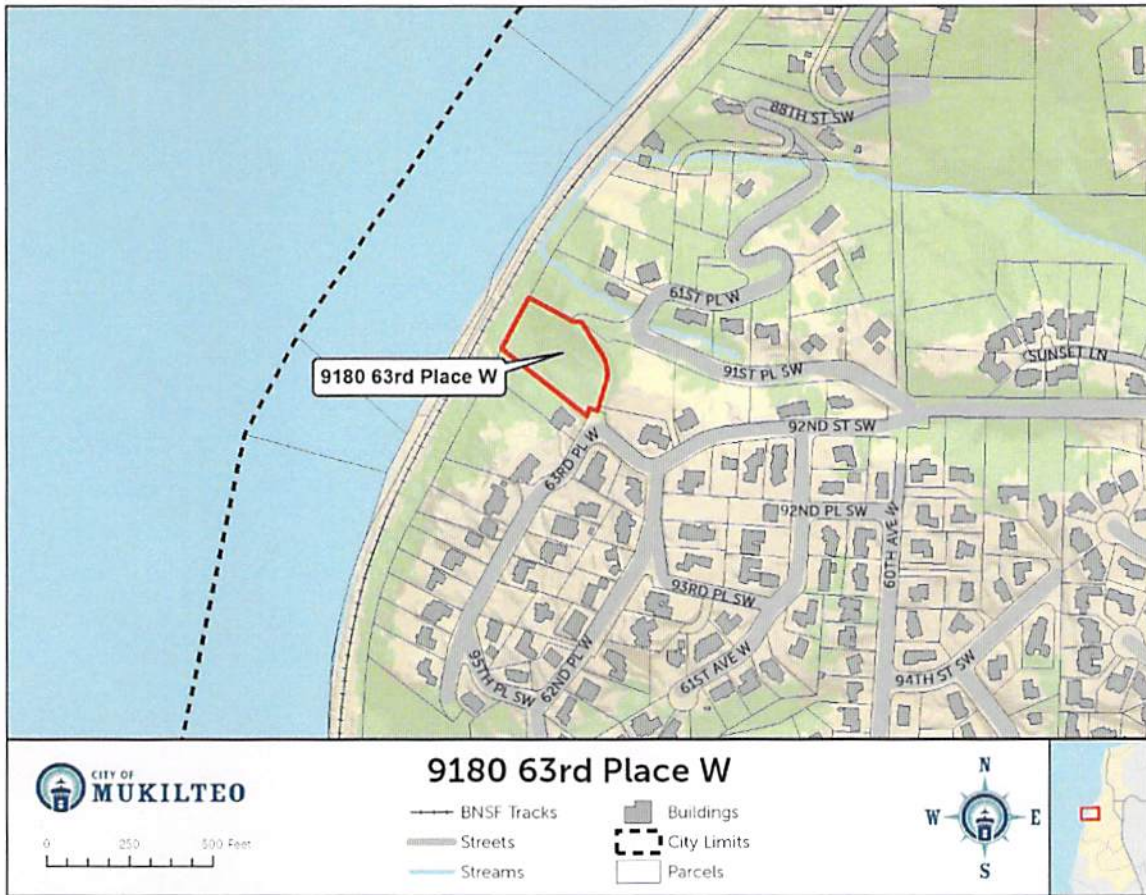 88TH ST SW
61ST PL W
9180 63rd Place W
SUNSET LN
91ST PL SW
92ND ST SW
63RD PL W
92ND PL SW
60TH AVE W
93RD PL SW
95TH PL SW
62ND PL W
61ST AVE W
94TH ST SW
CITY OF
MUKILTEO
0 250 500 Feet
9180 63rd Place W
BNSF Tracks
Streets
Streams
Buildings
City Limits
Parcels
N
W E
S